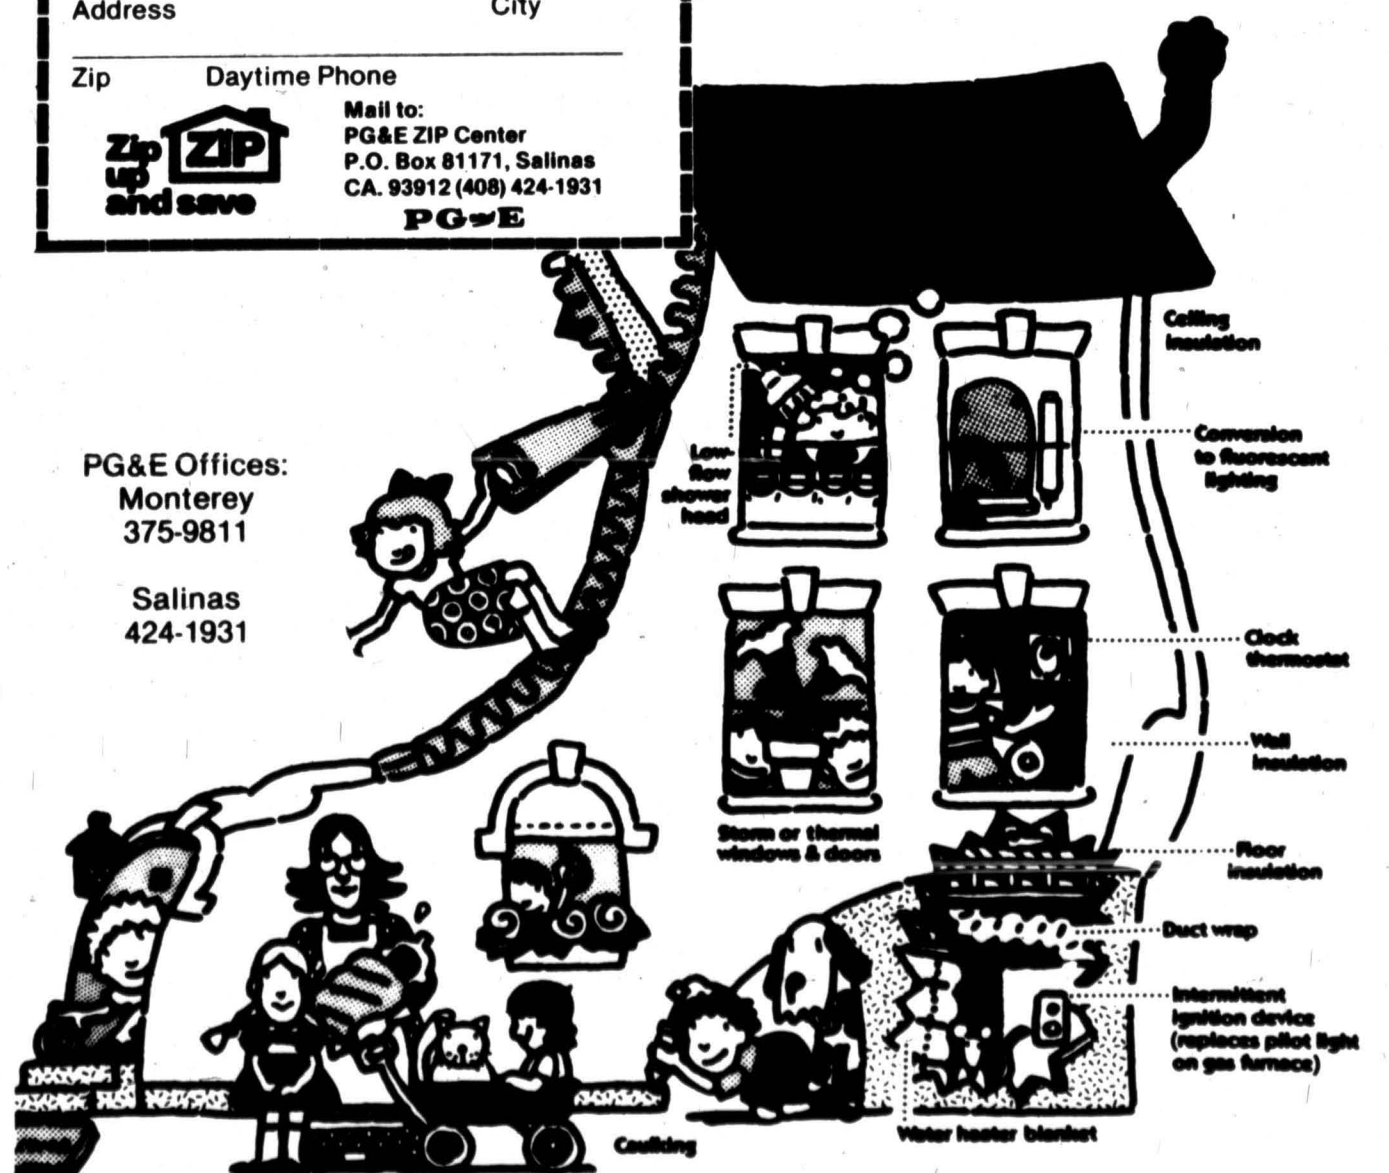 Address City
Zip Daytime Phone
Zip
up
and save
ZIP
Mail to:
PG&E ZIP Center
P.O. Box 81171, Salinas
CA. 93912 (408) 424-1931
PG&E
PG&E Offices:
Monterey
375-9811
Salinas
424-1931
Ceiling
insulation
Low-
flow
shower
head
Conversion
to fluorescent
lighting
Clock
thermostat
Wall
insulation
Storm or thermal
windows & doors
Floor
insulation
Duct wrap
Intermittent
ignition device
(replaces pilot light
on gas furnace)
Water heater blanket
Caulking